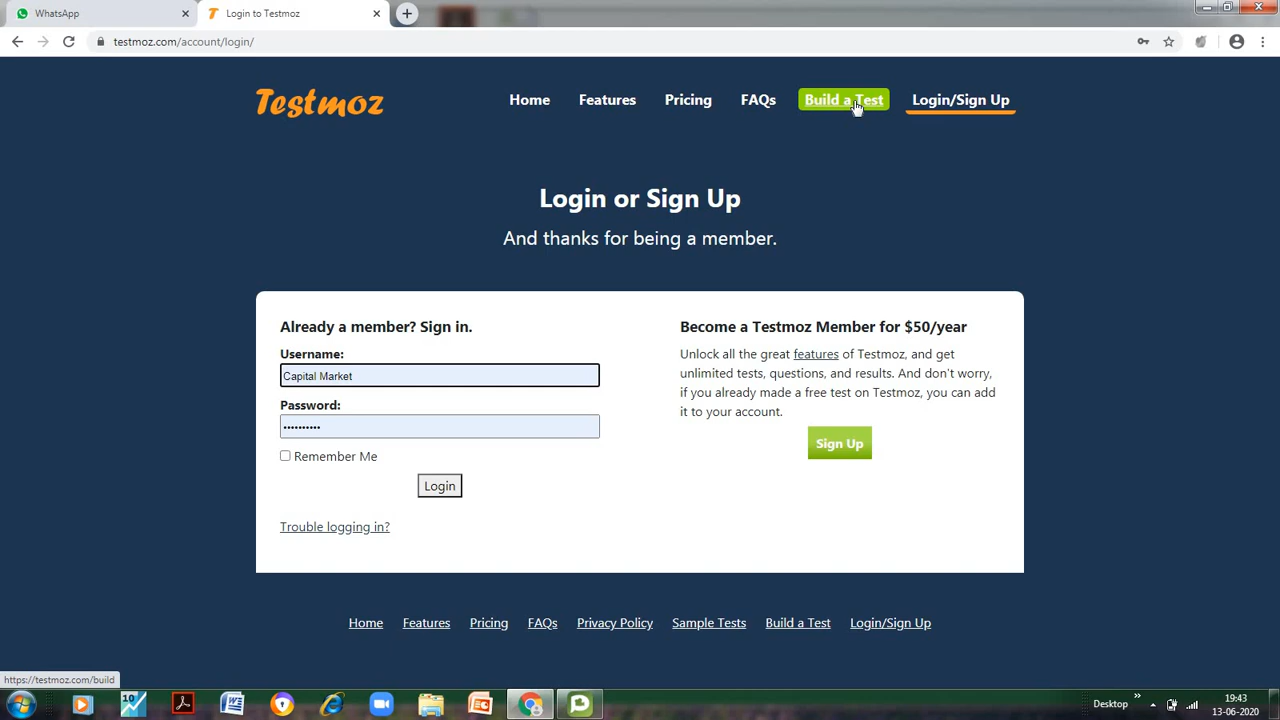 WhatsApp
Login to Testmoz
testmoz.com/account/login/
Testmoz
Home
Features
Pricing
FAQs
Build a Test
Login/Sign Up
Login or Sign Up
And thanks for being a member.
Already a member? Sign in.
Username:
Capital Market
Password:
••••••••••
Remember Me
Login
Trouble logging in?
Become a Testmoz Member for $50/year
Unlock all the great features of Testmoz, and get
unlimited tests, questions, and results. And don't worry,
if you already made a free test on Testmoz, you can add
it to your account.
Sign Up
Home
Features
Pricing
FAQs
Privacy Policy
Sample Tests
Build a Test
Login/Sign Up
https://testmoz.com/build
10
Desktop
19:43
13-06-2020